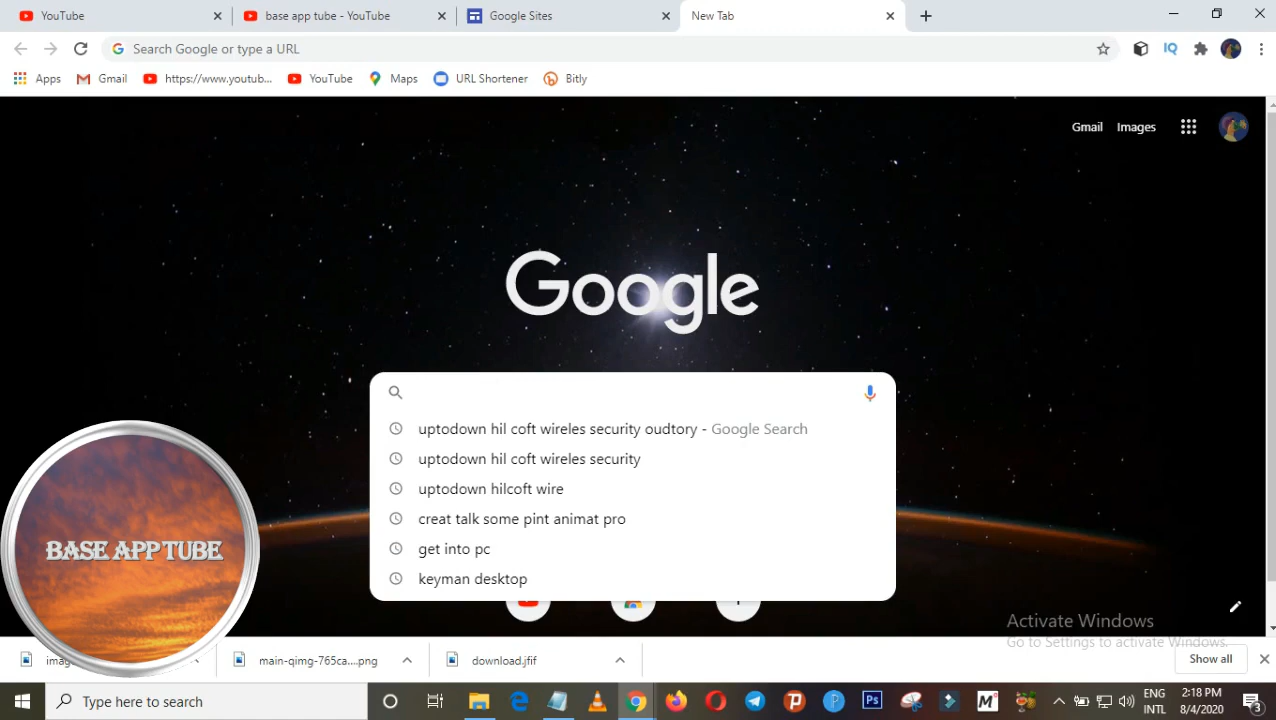 YouTube
base app tube - YouTube
Google Sites
New Tab
Search Google or type a URL
Apps
Gmail
https://www.youtub...
YouTube
Maps
URL Shortener
Bitly
Gmail
Images
Google
uptodown hil coft wireles security oudtory - Google Search
uptodown hil coft wireles security
uptodown hilcoft wire
creat talk some pint animat pro
get into pc
keyman desktop
BASE APP TUBE
Activate Windows
Go to Settings to activate Windows.
main-qimg-765ca....png
download.jfif
Show all
Type here to search
ENG
INTL
2:18 PM
8/4/2020
3